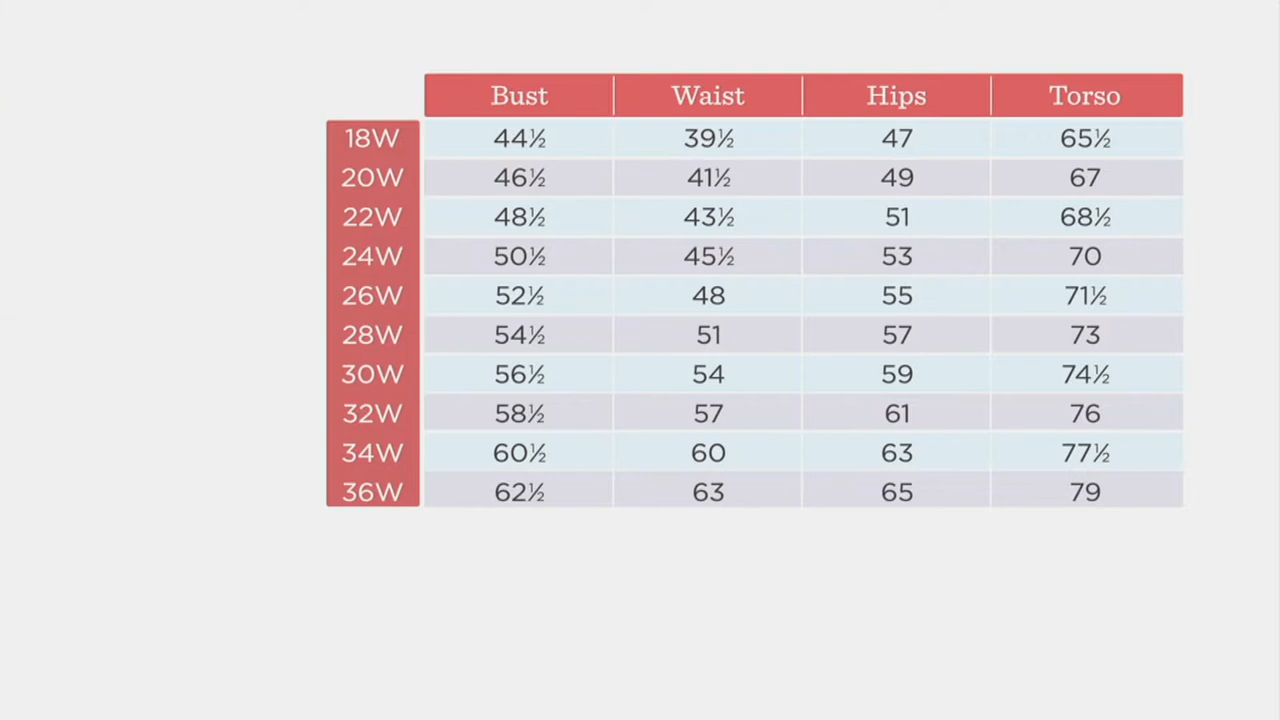 Bust Waist Hips Torso
18W 44½ 39½ 47 65½
20W 46½ 41½ 49 67
22W 48½ 43½ 51 68½
24W 50½ 45½ 53 70
26W 52½ 48 55 71½
28W 54½ 51 57 73
30W 56½ 54 59 74½
32W 58½ 57 61 76
34W 60½ 60 63 77½
36W 62½ 63 65 79